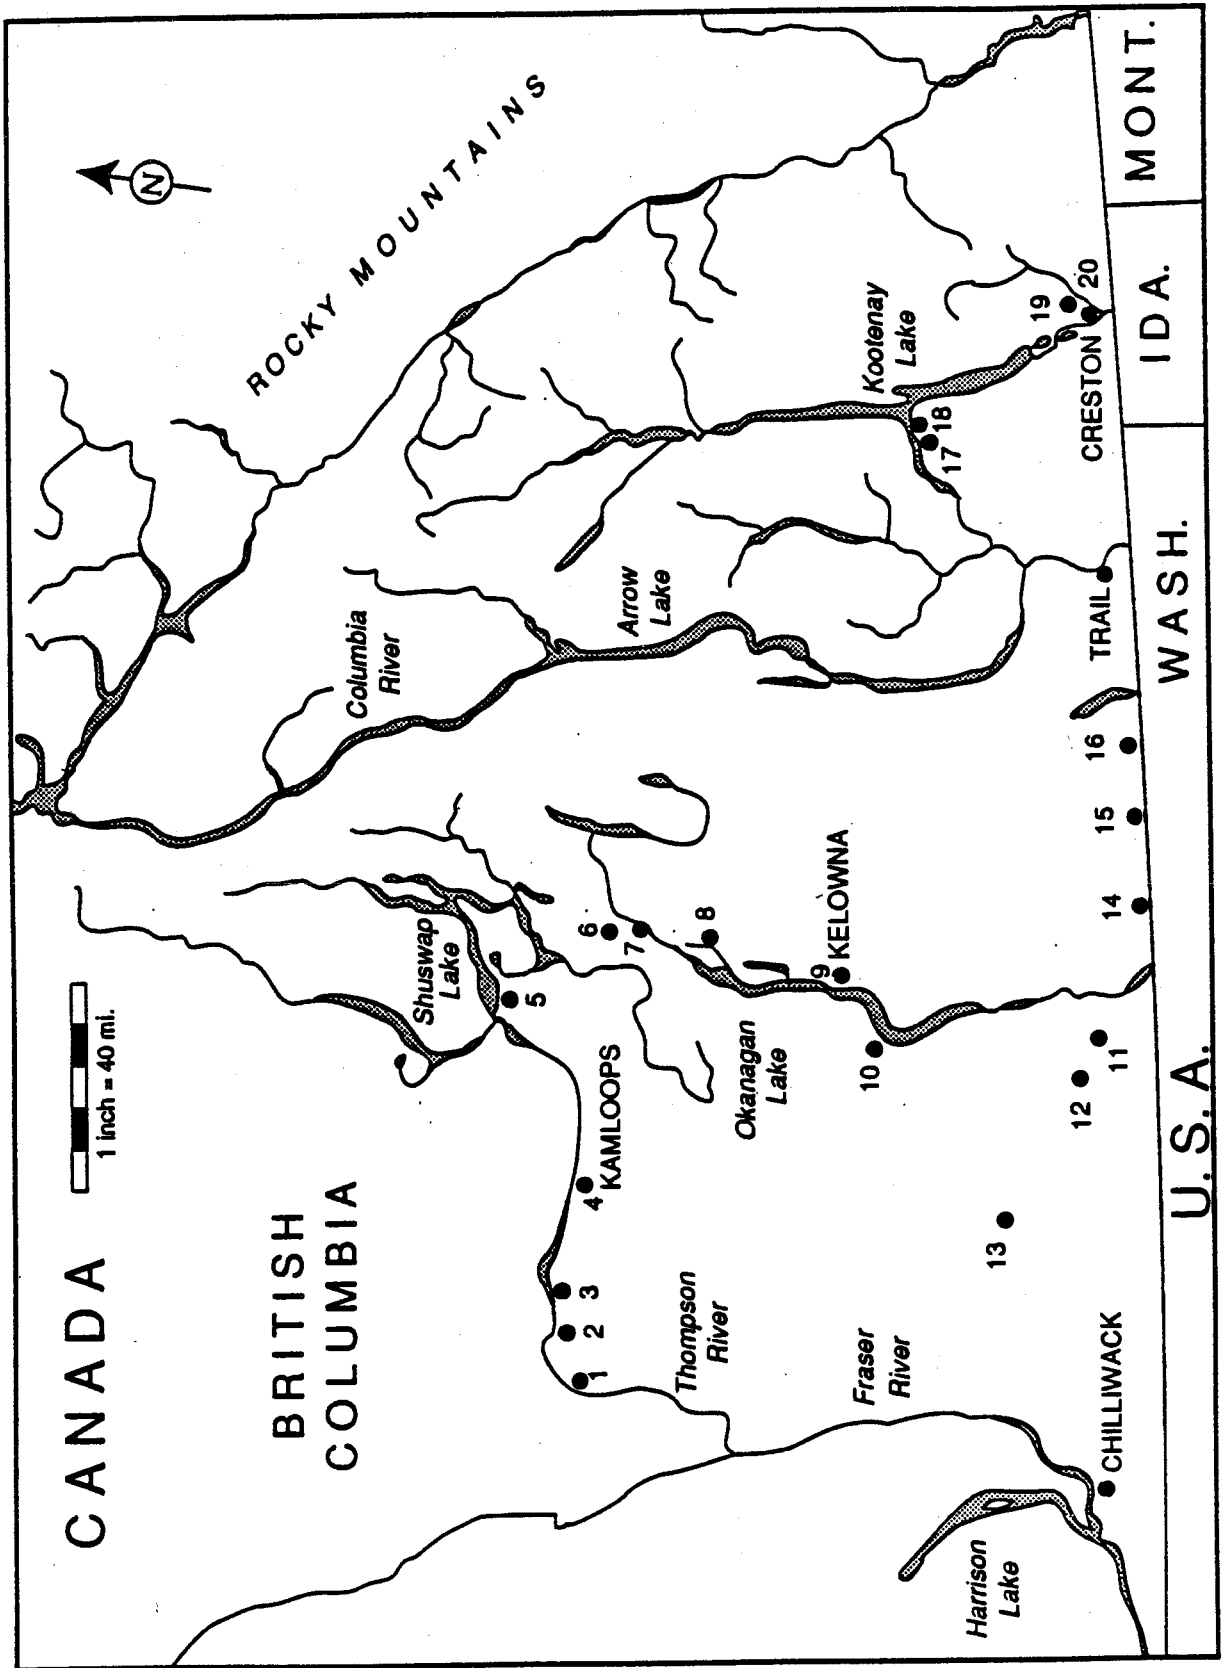 CANADA
BRITISH
COLUMBIA
1 inch = 40 mi.
N
ROCKY MOUNTAINS
Columbia
River
Shuswap
Lake
Arrow
Lake
Kootenay
Lake
Okanagan
Lake
Thompson
River
Fraser
River
Harrison
Lake
1
2
3
4
KAMLOOPS
5
6
7
8
9
KELOWNA
10
11
12
13
14
15
16
17
18
19
20
CRESTON
TRAIL
CHILLIWACK
WASH.
IDA.
MONT.
U.S.A.